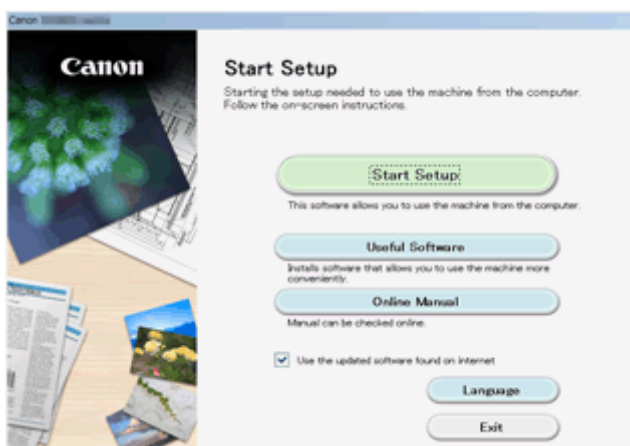 Canon
Canon
Start Setup
Starting the setup needed to use the machine from the computer.
Follow the on-screen instructions.
Start Setup
This software allows you to use the machine from the computer.
Useful Software
Installs software that allows you to use the machine more
conveniently.
Online Manual
Manual can be checked online.
Use the updated software found on internet
Language
Exit